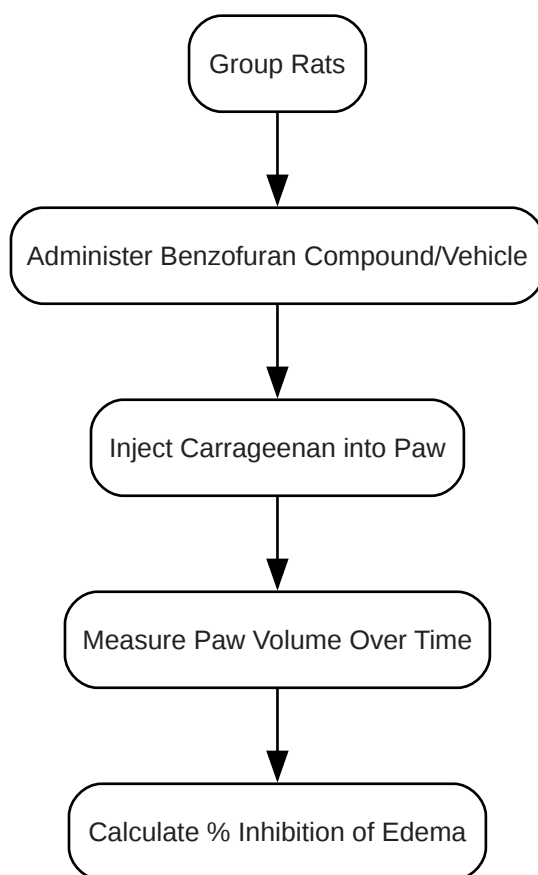 Group Rats
Administer Benzofuran Compound/Vehicle
Inject Carrageenan into Paw
Measure Paw Volume Over Time
Calculate % Inhibition of Edema